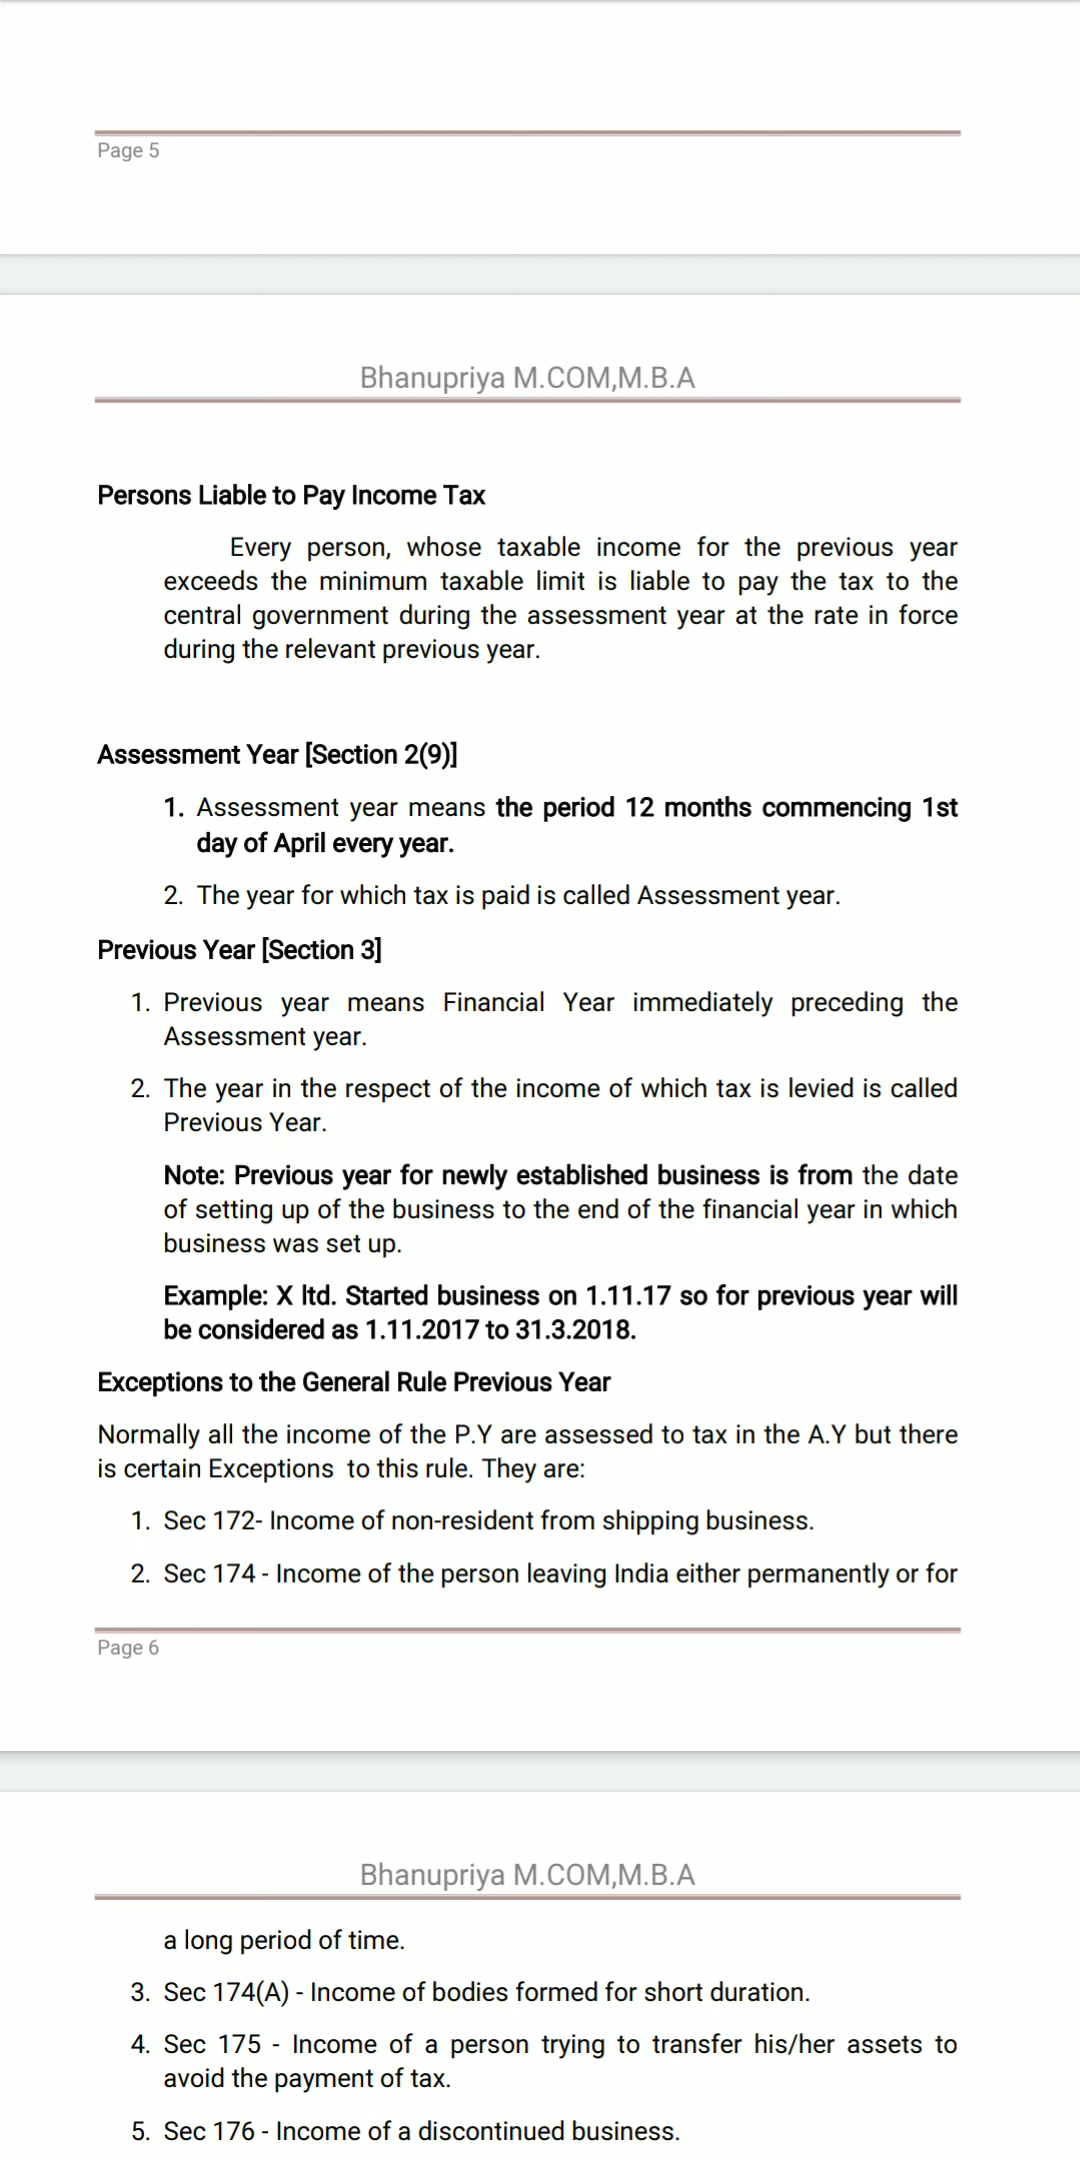 Page 5
Bhanupriya M.COM,M.B.A
Persons Liable to Pay Income Tax
Every person, whose taxable income for the previous year
exceeds the minimum taxable limit is liable to pay the tax to the
central government during the assessment year at the rate in force
during the relevant previous year.
Assessment Year [Section 2(9)]
1. Assessment year means the period 12 months commencing 1st
day of April every year.
2. The year for which tax is paid is called Assessment year.
Previous Year [Section 3]
1. Previous year means Financial Year immediately preceding the
Assessment year.
2. The year in the respect of the income of which tax is levied is called
Previous Year.
Note: Previous year for newly established business is from the date
of setting up of the business to the end of the financial year in which
business was set up.
Example: X ltd. Started business on 1.11.17 so for previous year will
be considered as 1.11.2017 to 31.3.2018.
Exceptions to the General Rule Previous Year
Normally all the income of the P.Y are assessed to tax in the A.Y but there
is certain Exceptions to this rule. They are:
1. Sec 172- Income of non-resident from shipping business.
2. Sec 174 - Income of the person leaving India either permanently or for
Page 6
Bhanupriya M.COM,M.B.A
a long period of time.
3. Sec 174(A) - Income of bodies formed for short duration.
4. Sec 175 - Income of a person trying to transfer his/her assets to
avoid the payment of tax.
5. Sec 176 - Income of a discontinued business.